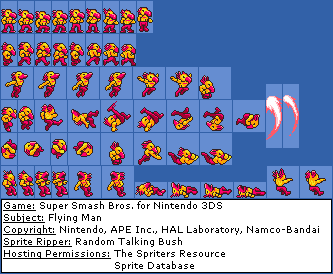 Game: Super Smash Bros. for Nintendo 3DS
Subject: Flying Man
Copyright: Nintendo, APE Inc., HAL Laboratory, Namco-Bandai
Sprite Ripper: Random Talking Bush
Hosting Permissions: The Spriters Resource
Sprite Database